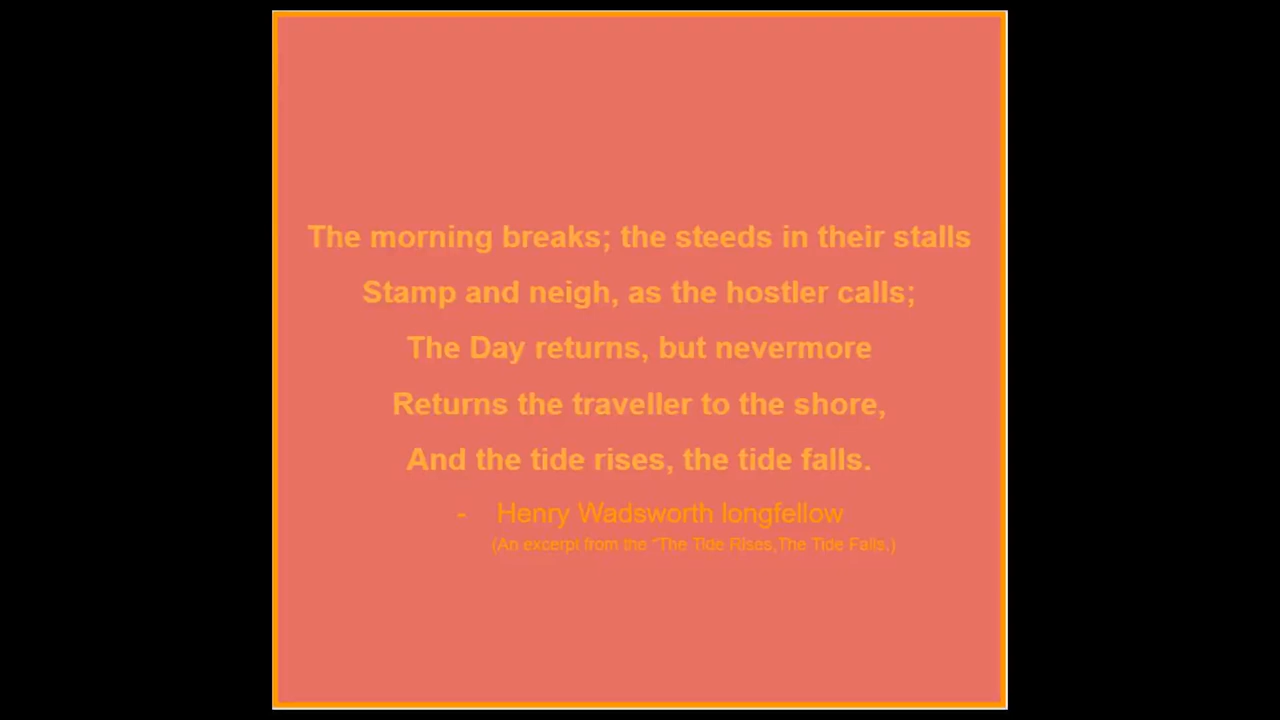 The morning breaks; the steeds in their stalls
Stamp and neigh, as the hostler calls;
The Day returns, but nevermore
Returns the traveller to the shore,
And the tide rises, the tide falls.
- Henry Wadsworth longfellow
(An excerpt from the "The Tide Rises,The Tide Falls.)